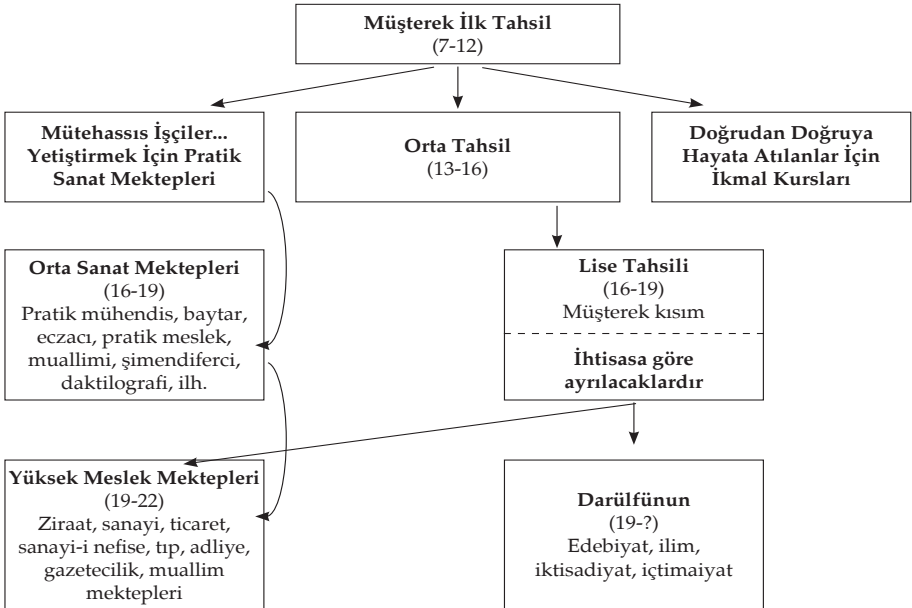 Müşterek İlk Tahsil
(7-12)
Mütehassıs İşçiler...
Yetiştirmek İçin Pratik
Sanat Mektepleri
Orta Tahsil
(13-16)
Doğrudan Doğruya
Hayata Atılanlar İçin
İkmal Kursları
Orta Sanat Mektepleri
(16-19)
Pratik mühendis, baytar,
eczacı, pratik meslek,
muallimi, şimendiferci,
daktilografi, ilh.
Lise Tahsili
(16-19)
Müşterek kısım
İhtisasa göre
ayrılacaklardır
Yüksek Meslek Mektepleri
(19-22)
Ziraat, sanayi, ticaret,
sanayi-i nefise, tıp, adliye,
gazetecilik, muallim
mektepleri
Darülfünun
(19-?)
Edebiyat, ilim,
iktisadiyat, içtimaiyat